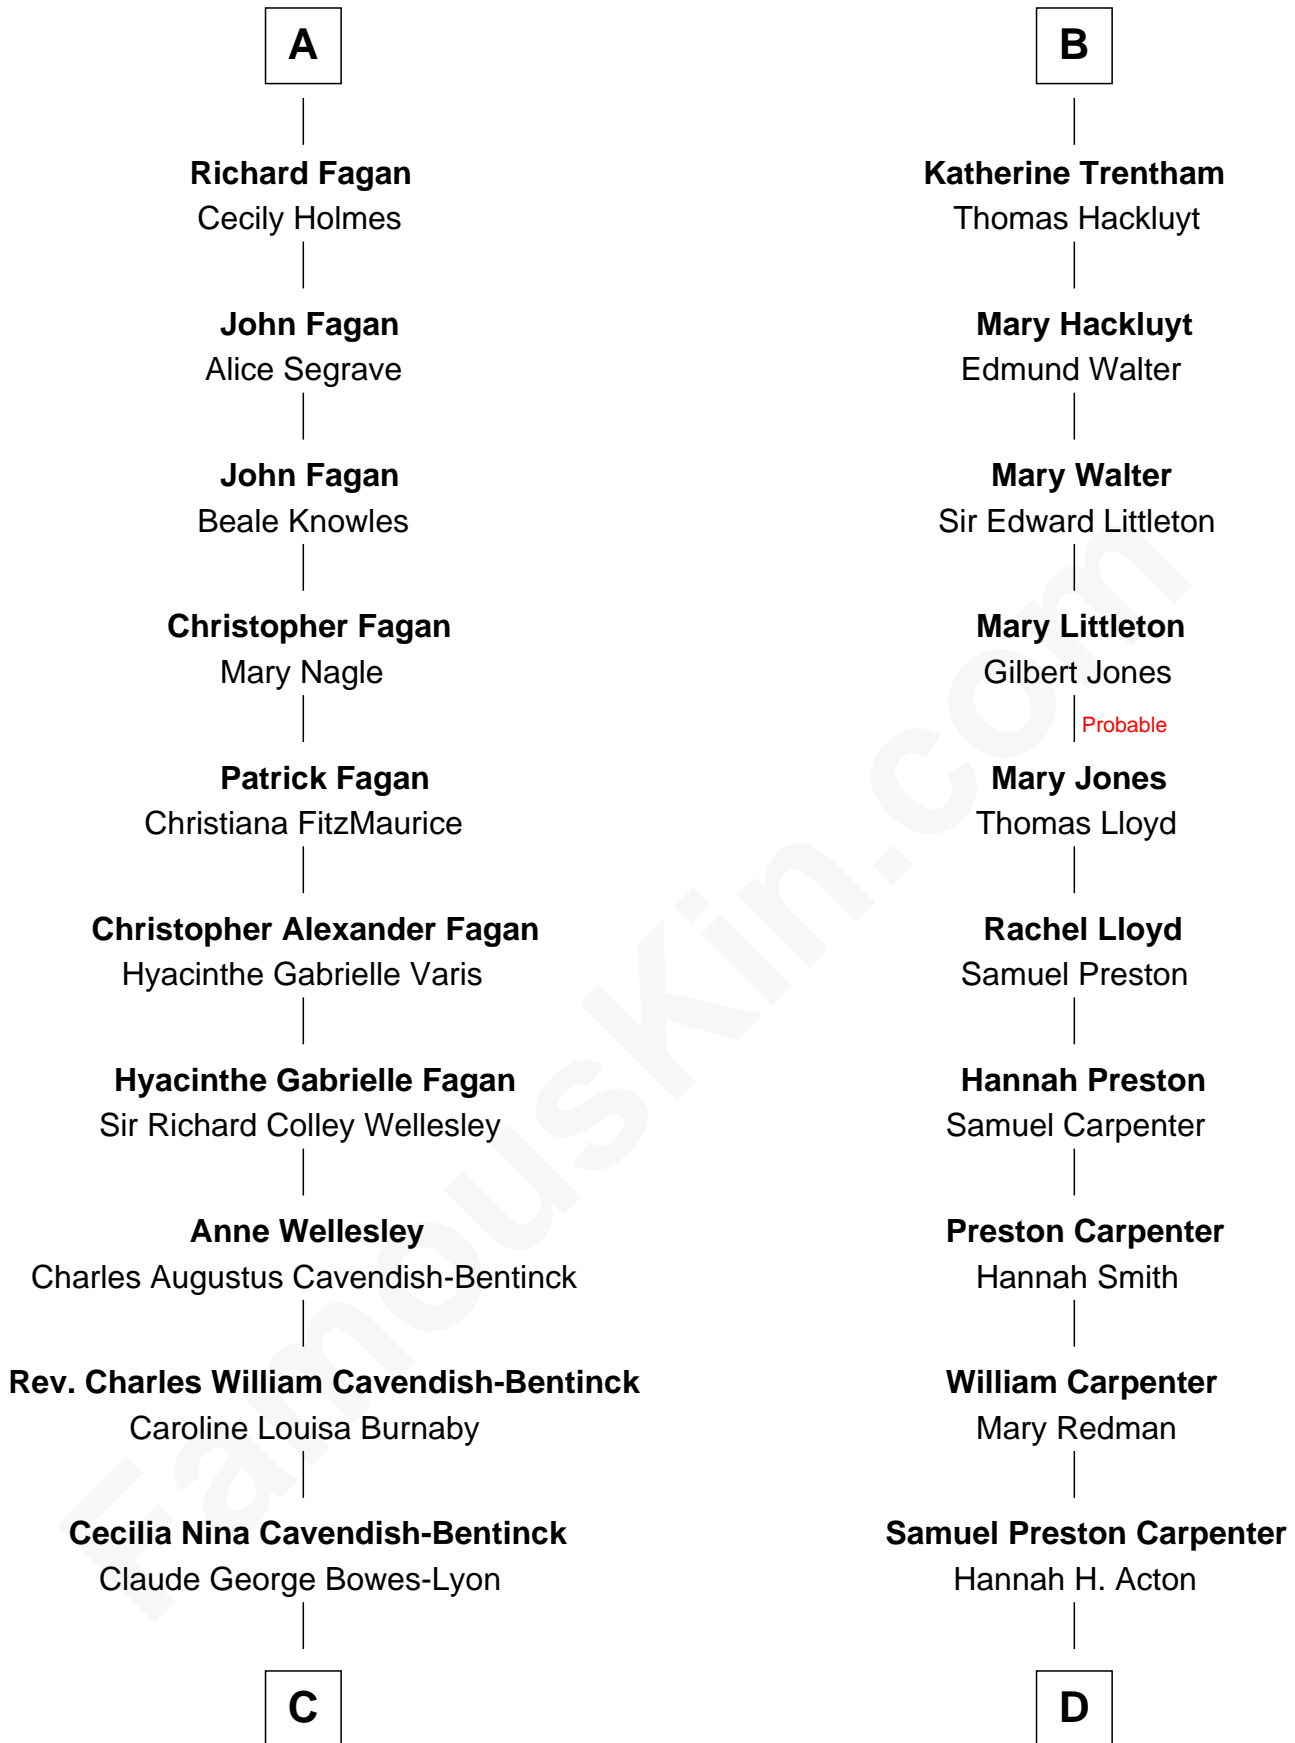 A
Richard Fagan
Cecily Holmes
John Fagan
Alice Segrave
John Fagan
Beale Knowles
Christopher Fagan
Mary Nagle
Patrick Fagan
Christiana FitzMaurice
Christopher Alexander Fagan
Hyacinthe Gabrielle Varis
Hyacinthe Gabrielle Fagan
Sir Richard Colley Wellesley
Anne Wellesley
Charles Augustus Cavendish-Bentinck
Rev. Charles William Cavendish-Bentinck
Caroline Louisa Burnaby
Cecilia Nina Cavendish-Bentinck
Claude George Bowes-Lyon
C
B
Katherine Trentham
Thomas Hackluyt
Mary Hackluyt
Edmund Walter
Mary Walter
Sir Edward Littleton
Mary Littleton
Gilbert Jones
Probable
Mary Jones
Thomas Lloyd
Rachel Lloyd
Samuel Preston
Hannah Preston
Samuel Carpenter
Preston Carpenter
Hannah Smith
William Carpenter
Mary Redman
Samuel Preston Carpenter
Hannah H. Acton
D
FamousKin.com